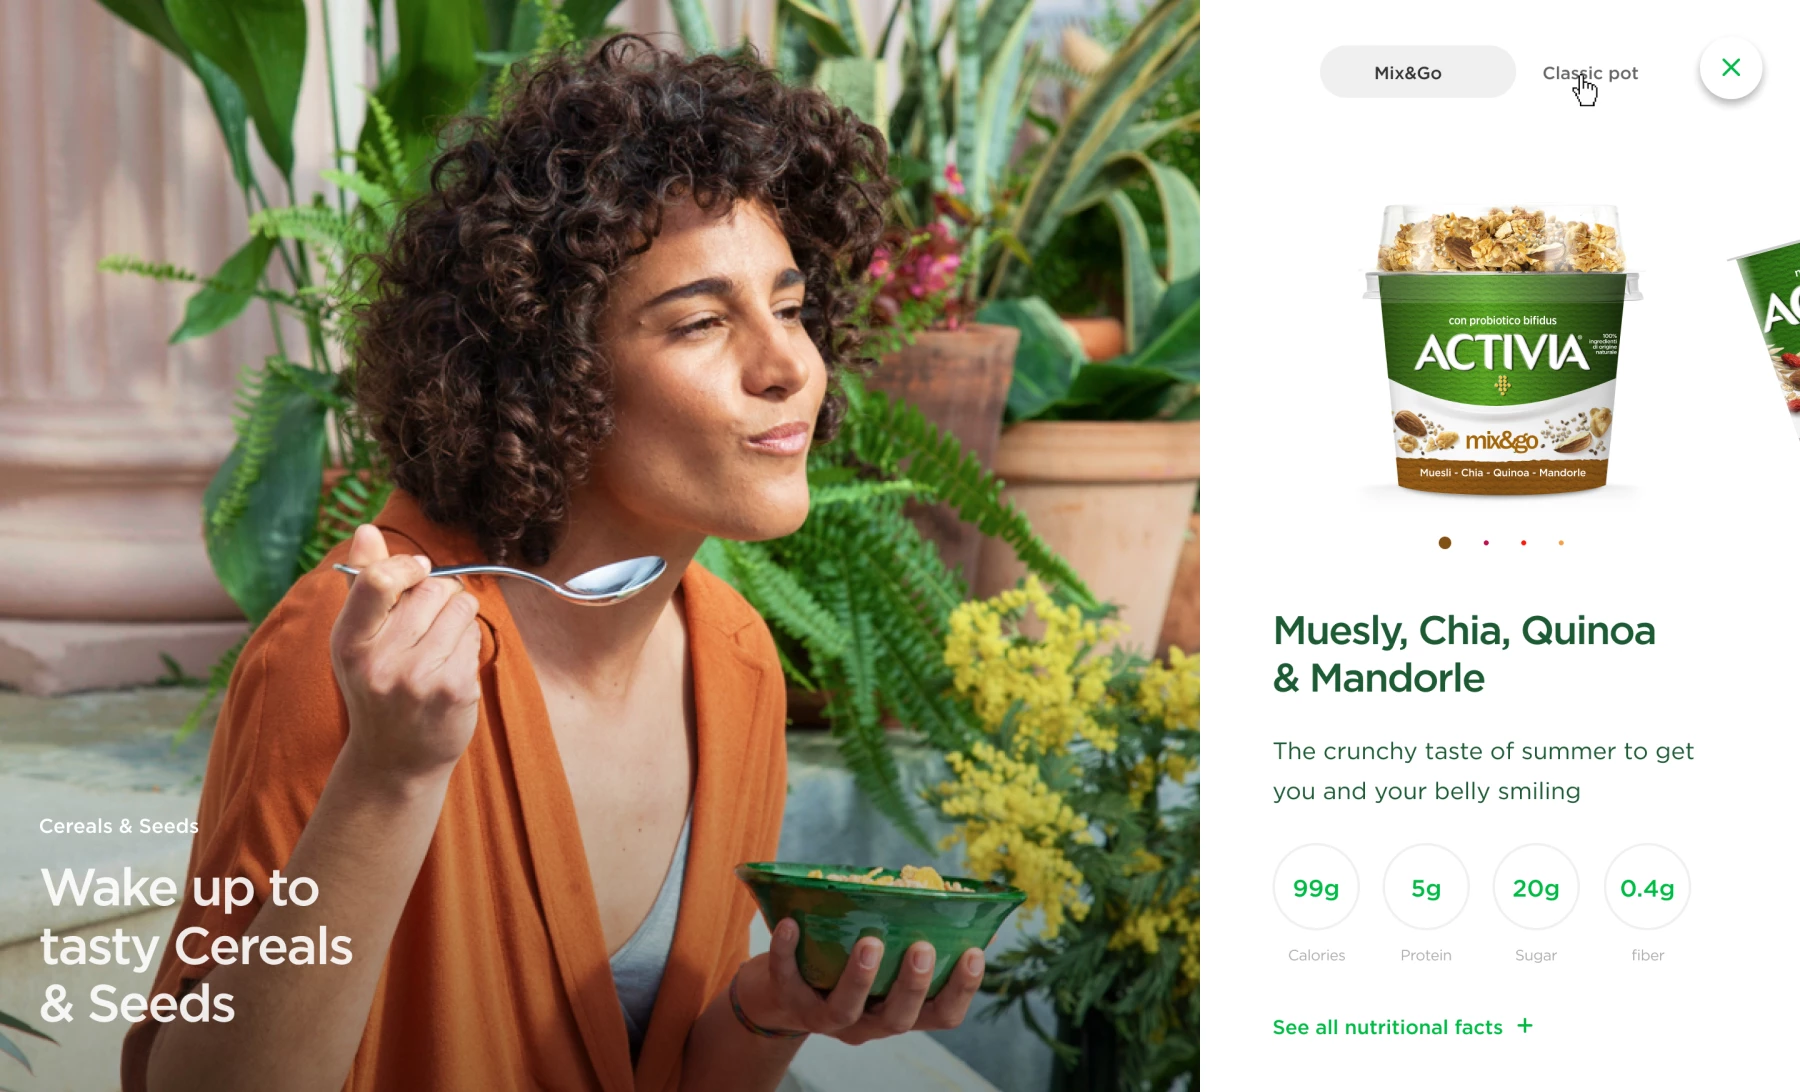 Mix&Go
Classic pot
con probiotico bifidus
ACTIVIA
100%
ingredienti
di origine
naturale
mix&go
Muesli - Chia - Quinoa - Mandorle
Muesly, Chia, Quinoa
& Mandorle
The crunchy taste of summer to get
you and your belly smiling
99g
5g
20g
0.4g
Calories
Protein
Sugar
fiber
See all nutritional facts +
Cereals & Seeds
Wake up to
tasty Cereals
& Seeds